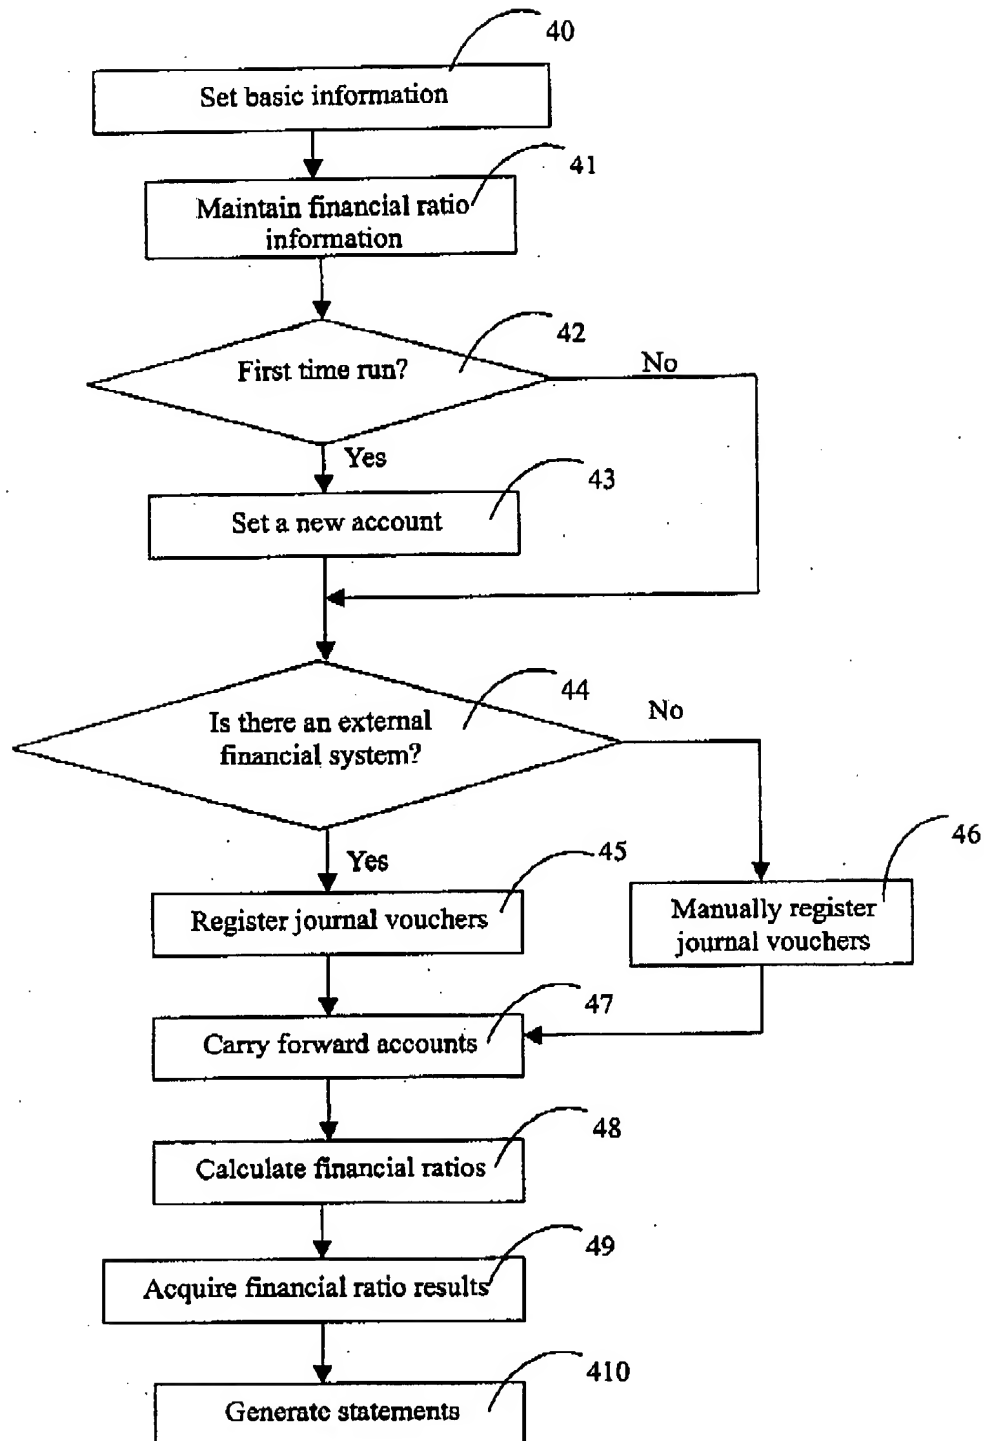 40
Set basic information
41
Maintain financial ratio
information
42
First time run?
No
Yes
43
Set a new account
44
Is there an external
financial system?
No
Yes
45
Register journal vouchers
46
Manually register
journal vouchers
47
Carry forward accounts
48
Calculate financial ratios
49
Acquire financial ratio results
410
Generate statements